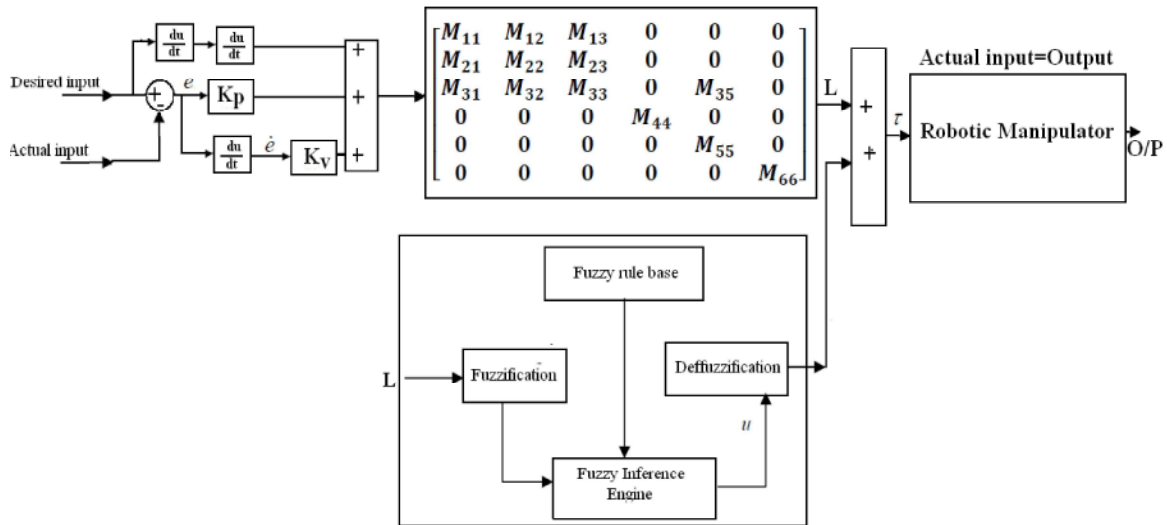 du/dt du/dt
Desired input
+ - e Kp
Actual input
du/dt ė Kv
+
+
+
M11 M12 M13 0 0 0
M21 M22 M23 0 0 0
M31 M32 M33 0 M35 0
0 0 0 M44 0 0
0 0 0 0 M55 0
0 0 0 0 0 M66
L
+
+
τ
Actual input=Output
Robotic Manipulator
O/P
Fuzzy rule base
L
Fuzzification
Deffuzzification
u
Fuzzy Inference
Engine